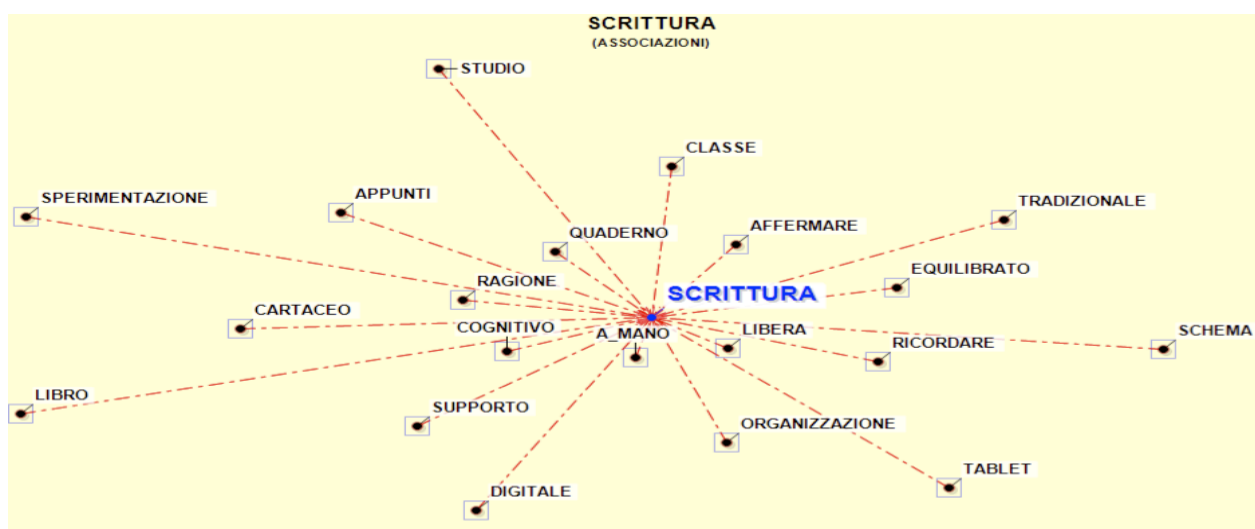 SCRITTURA
(ASSOCIAZIONI)
STUDIO
CLASSE
SPERIMENTAZIONE
APPUNTI
TRADIZIONALE
QUADERNO
AFFERMARE
EQUILIBRATO
RAGIONE
SCRITTURA
CARTACEO
COGNITIVO
A_MANO
LIBERA
RICORDARE
SCHEMA
LIBRO
SUPPORTO
ORGANIZZAZIONE
TABLET
DIGITALE